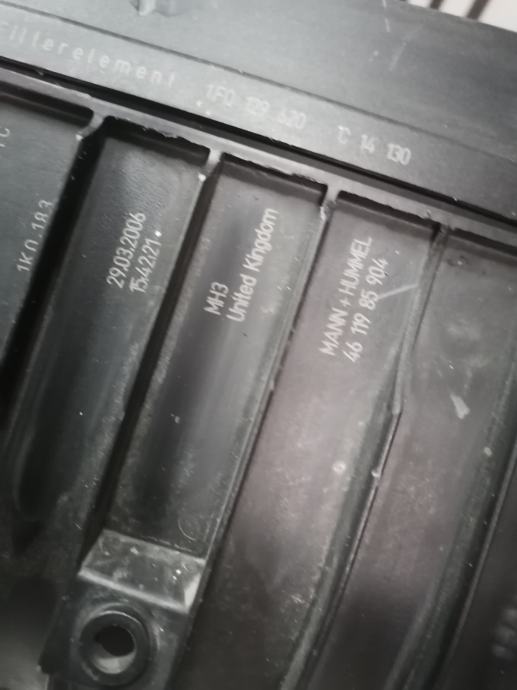 Filterelement 1F0 129 620 C 14 130
1K0 183
29.03.2006
15:42:21
MH3
United Kingdom
MANN+HUMMEL
46 119 85 904